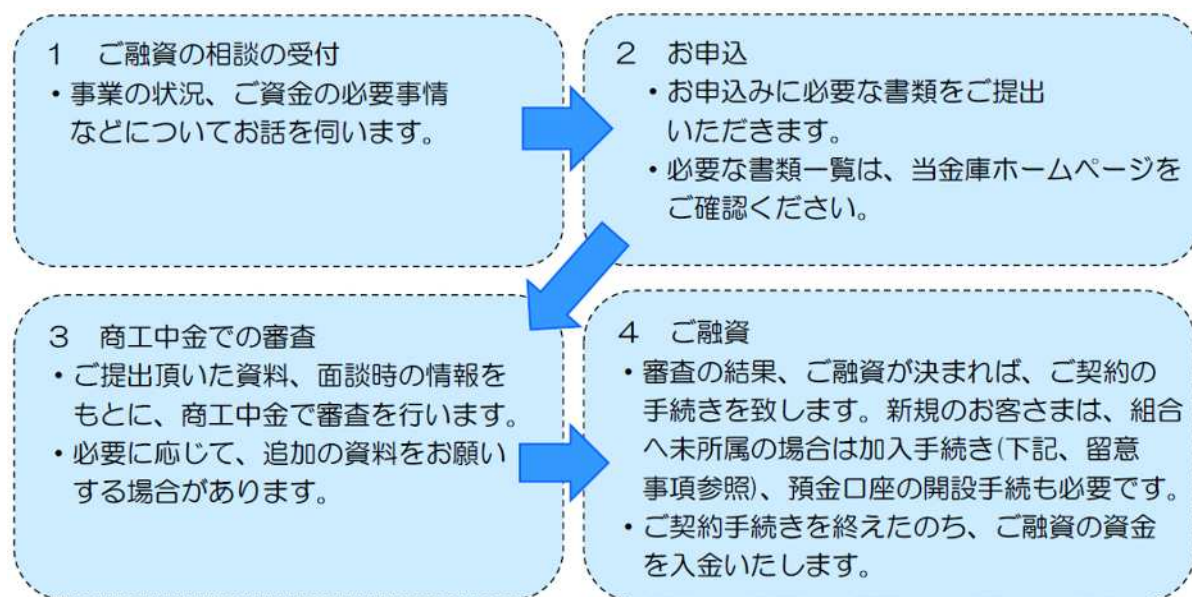 1　ご融資の相談の受付
・事業の状況、ご資金の必要事情
などについてお話を伺います。
2　お申込
・お申込みに必要な書類をご提出
いただきます。
・必要な書類一覧は、当金庫ホームページを
ご確認ください。
3　商工中金での審査
・ご提出頂いた資料、面談時の情報を
もとに、商工中金で審査を行います。
・必要に応じて、追加の資料をお願い
する場合があります。
4　ご融資
・審査の結果、ご融資が決まれば、ご契約の
手続きを致します。新規のお客さまは、組合
へ未所属の場合は加入手続き(下記、留意
事項参照)、預金口座の開設手続も必要です。
・ご契約手続きを終えたのち、ご融資の資金
を入金いたします。